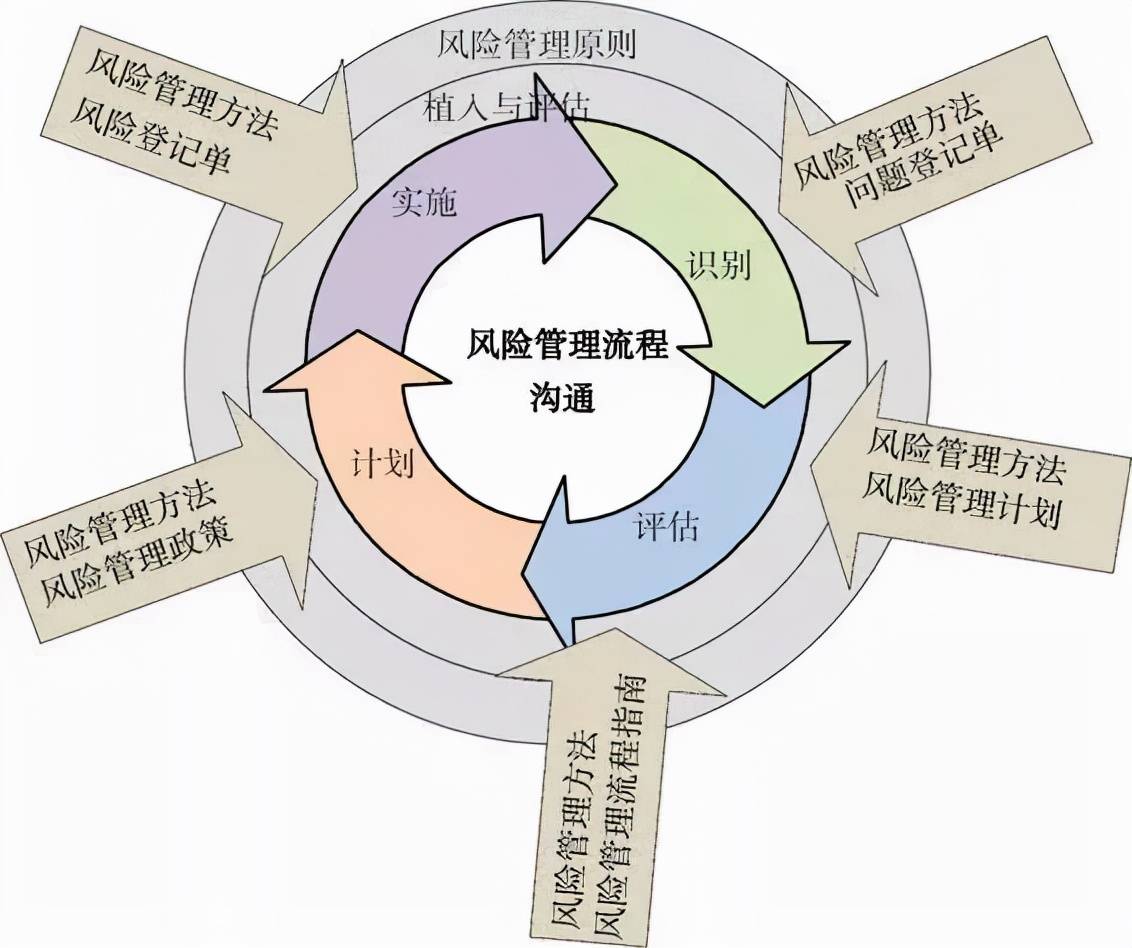 风险管理原则
植入与评估
风险管理方法
风险登记单
风险管理方法
问题登记单
实施
识别
风险管理流程
沟通
计划
评估
风险管理方法
风险管理计划
风险管理方法
风险管理政策
风险管理方法
风险管理流程指南